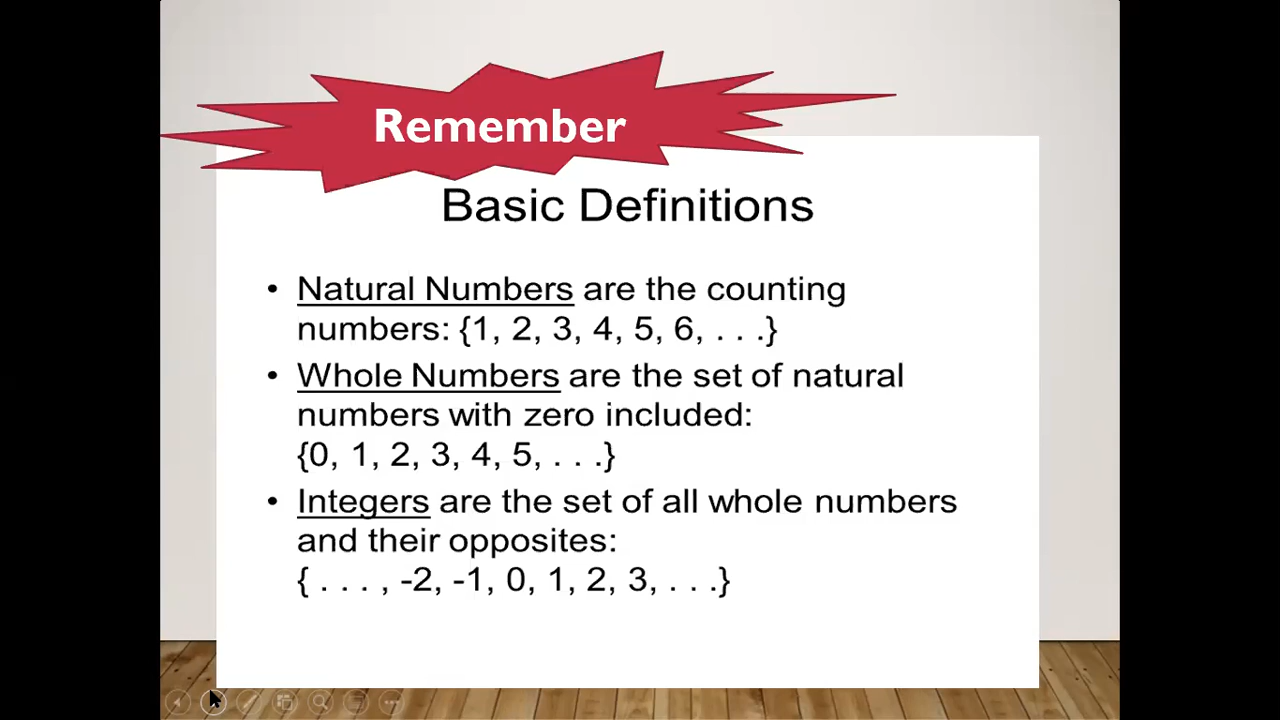 Remember
Basic Definitions
• Natural Numbers are the counting
numbers: {1, 2, 3, 4, 5, 6, . . .}
• Whole Numbers are the set of natural
numbers with zero included:
{0, 1, 2, 3, 4, 5, . . .}
• Integers are the set of all whole numbers
and their opposites:
{ . . . , -2, -1, 0, 1, 2, 3, . . .}